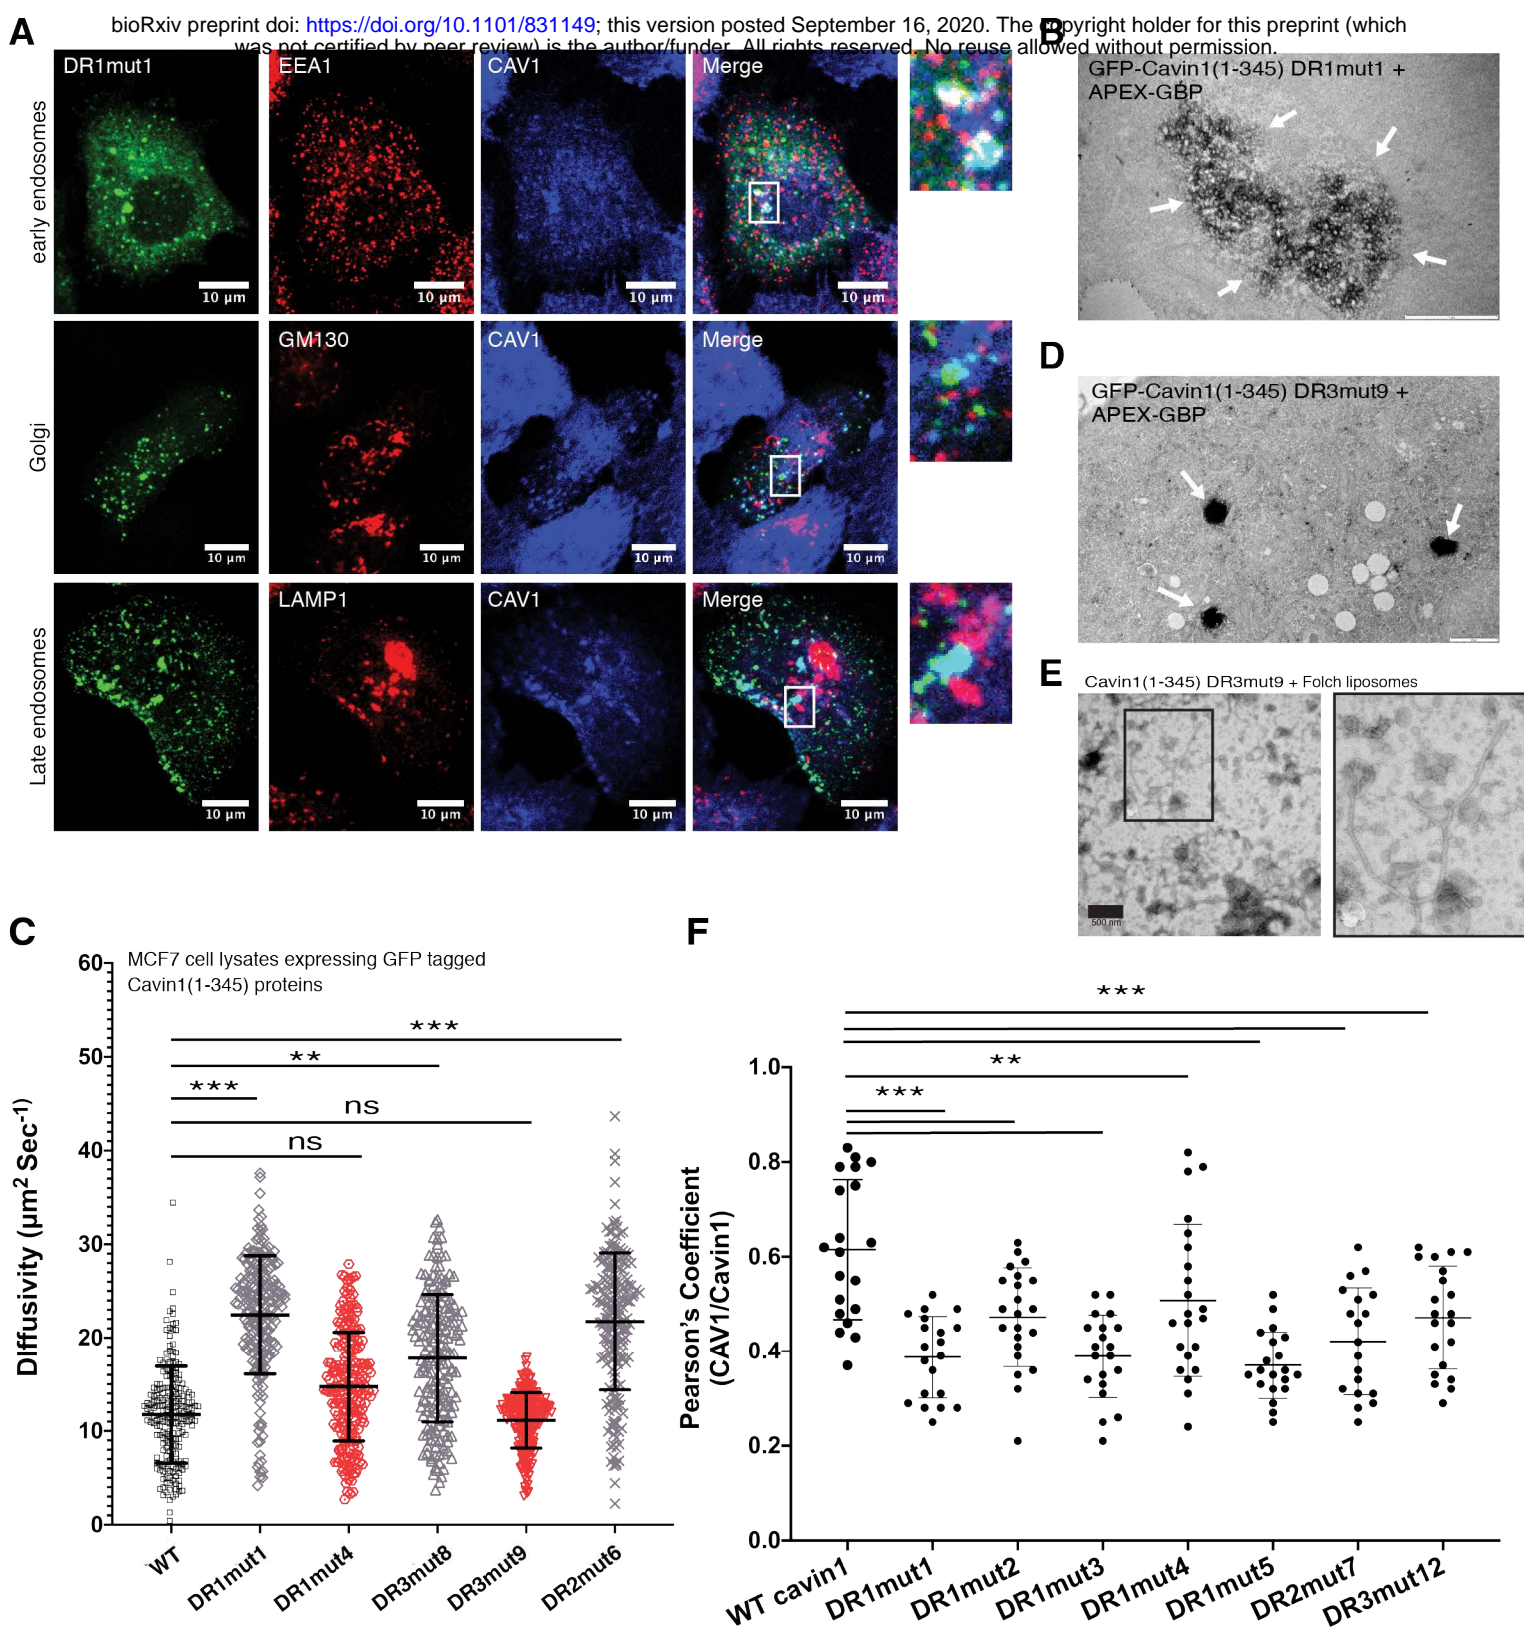 bioRxiv preprint doi: https://doi.org/10.1101/831149; this version posted September 16, 2020. The copyright holder for this preprint (which
was not certified by peer review) is the author/funder. All rights reserved. No reuse allowed without permission.
A
DR1mut1
EEA1
CAV1
Merge
early endosomes
10 µm
10 µm
10 µm
10 µm
GM130
CAV1
Merge
Golgi
10 µm
10 µm
10 µm
10 µm
LAMP1
CAV1
Merge
Late endosomes
10 µm
10 µm
10 µm
10 µm
B
GFP-Cavin1(1-345) DR1mut1 +
APEX-GBP
D
GFP-Cavin1(1-345) DR3mut9 +
APEX-GBP
E
Cavin1(1-345) DR3mut9 + Folch liposomes
500 nm
C
MCF7 cell lysates expressing GFP tagged
Cavin1(1-345) proteins
Diffusivity (µm² Sec⁻¹)
60
50
40
30
20
10
0
***
**
***
ns
ns
WT
DR1mut1
DR1mut4
DR3mut8
DR3mut9
DR2mut6
F
Pearson's Coefficient
(CAV1/Cavin1)
1.0
0.8
0.6
0.4
0.2
0.0
***
**
***
WT cavin1
DR1mut1
DR1mut2
DR1mut3
DR1mut4
DR1mut5
DR2mut7
DR3mut12